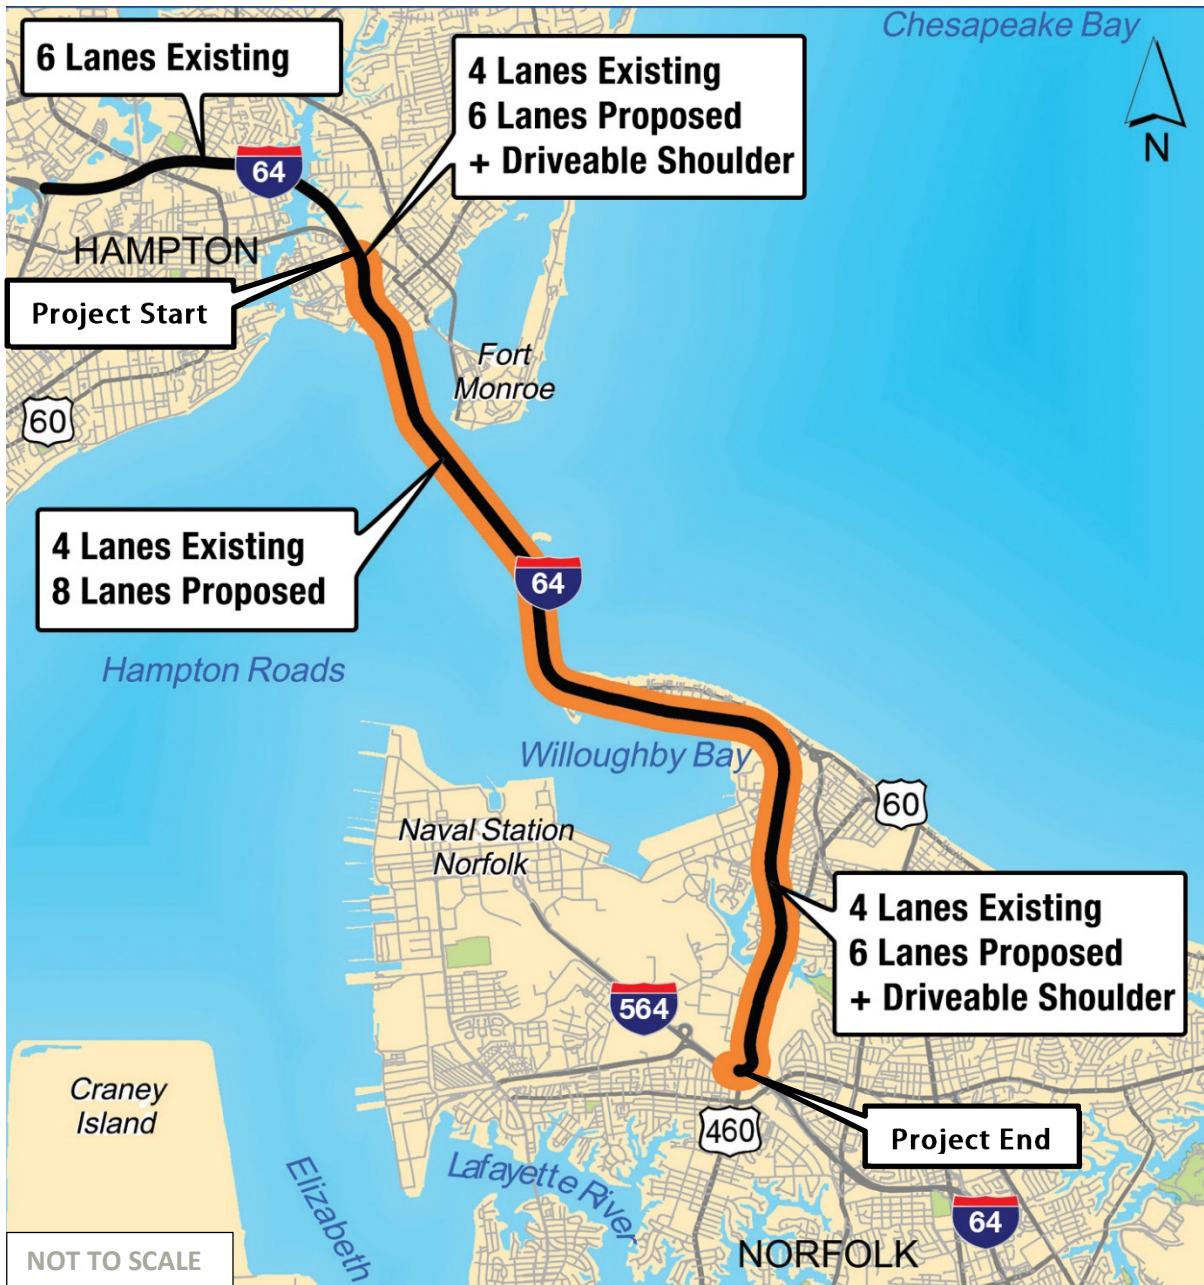 Chesapeake Bay
6 Lanes Existing
4 Lanes Existing
6 Lanes Proposed
+ Driveable Shoulder
N
64
HAMPTON
Project Start
Fort
Monroe
60
4 Lanes Existing
8 Lanes Proposed
64
Hampton Roads
Willoughby Bay
60
Naval Station
Norfolk
4 Lanes Existing
6 Lanes Proposed
+ Driveable Shoulder
564
Craney
Island
460
Project End
Lafayette River
Elizabeth
64
NORFOLK
NOT TO SCALE